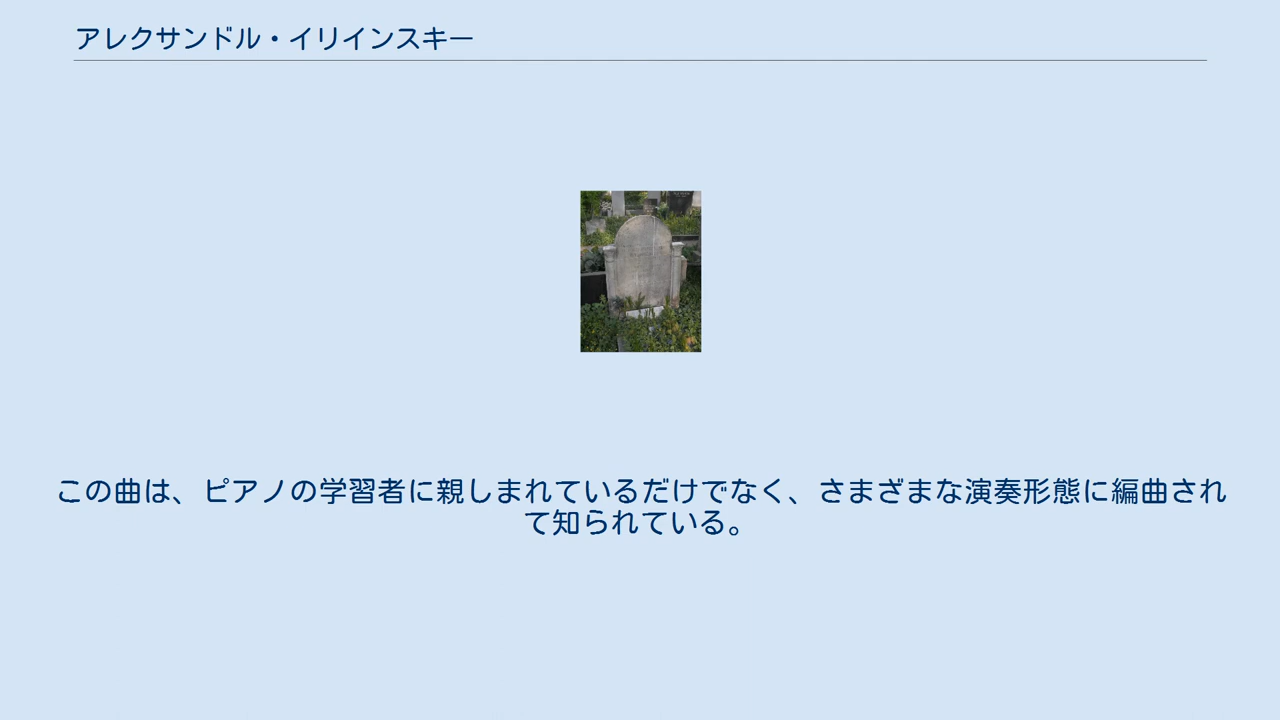 アレクサンドル・イリインスキー
この曲は、ピアノの学習者に親しまれているだけでなく、さまざまな演奏形態に編曲され
て知られている。